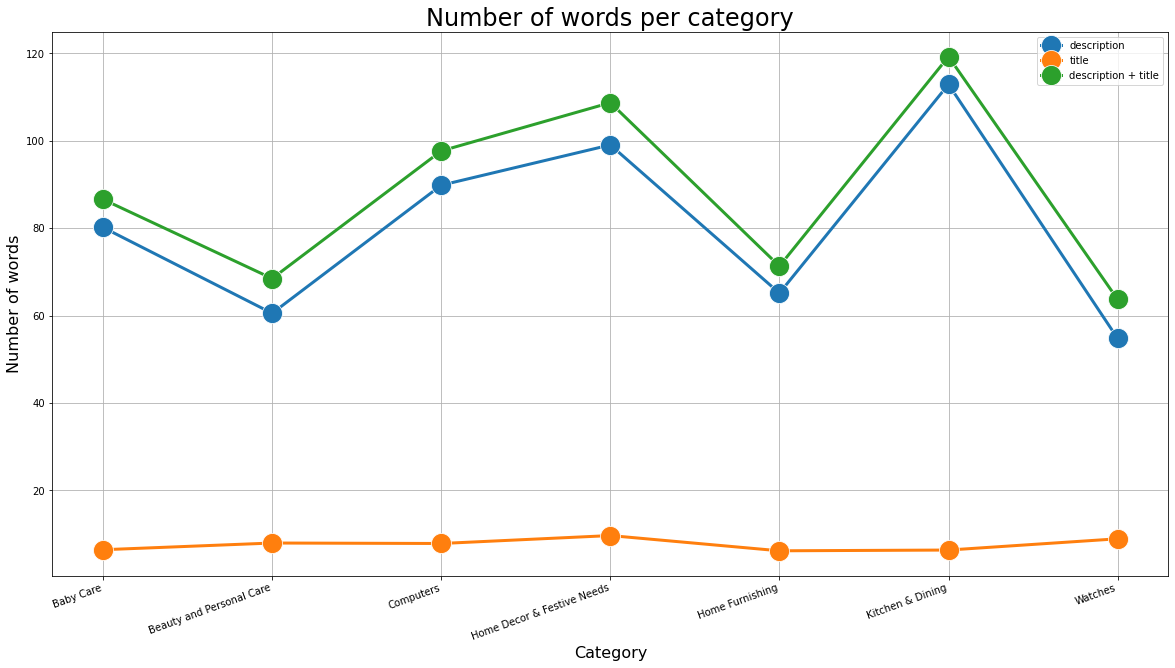 Number of words per category
description
title
description + title
Number of words
120
100
80
60
40
20
Baby Care
Beauty and Personal Care
Computers
Home Decor & Festive Needs
Home Furnishing
Kitchen & Dining
Watches
Category